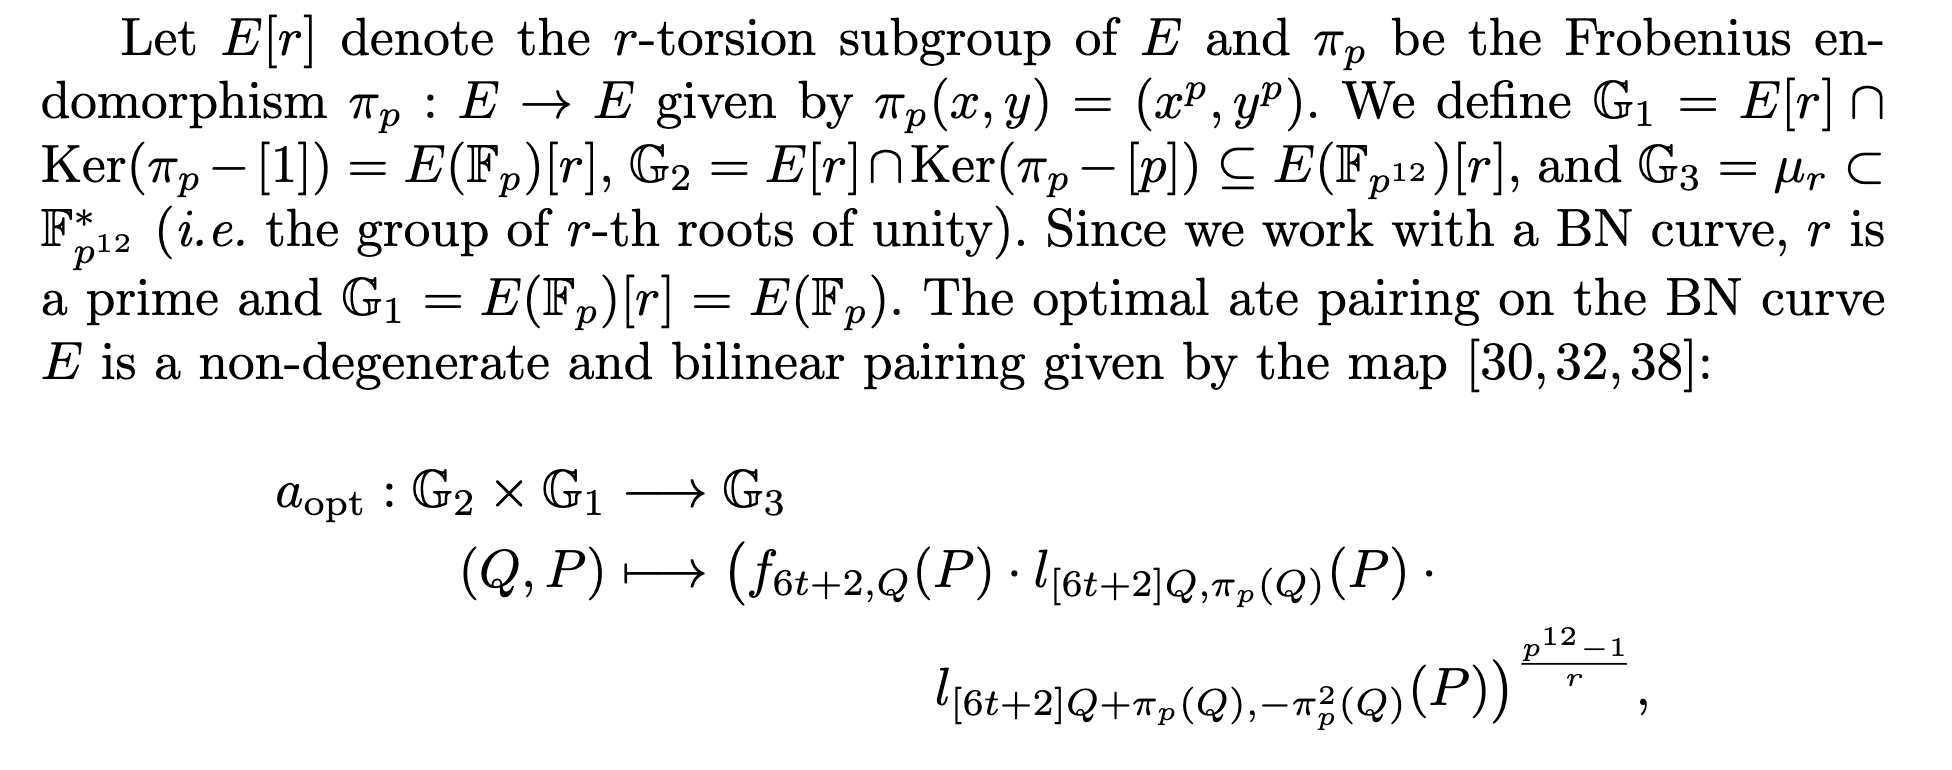 Let E[r] denote the r-torsion subgroup of E and π_p be the Frobenius en-
domorphism π_p : E → E given by π_p(x, y) = (x^p, y^p). We define 𝔾_1 = E[r] ∩
Ker(π_p − [1]) = E(𝔽_p)[r], 𝔾_2 = E[r] ∩ Ker(π_p − [p]) ⊆ E(𝔽_{p^{12}})[r], and 𝔾_3 = μ_r ⊂
𝔽^*_{p^{12}} (i.e. the group of r-th roots of unity). Since we work with a BN curve, r is
a prime and 𝔾_1 = E(𝔽_p)[r] = E(𝔽_p). The optimal ate pairing on the BN curve
E is a non-degenerate and bilinear pairing given by the map [30, 32, 38]:
a_{opt} : 𝔾_2 × 𝔾_1 ⟶ 𝔾_3
(Q, P) ⟼ (f_{6t+2,Q}(P) · l_{[6t+2]Q,π_p(Q)}(P) ·
l_{[6t+2]Q+π_p(Q),−π_p^2(Q)}(P))^{\frac{p^{12}−1}{r}},